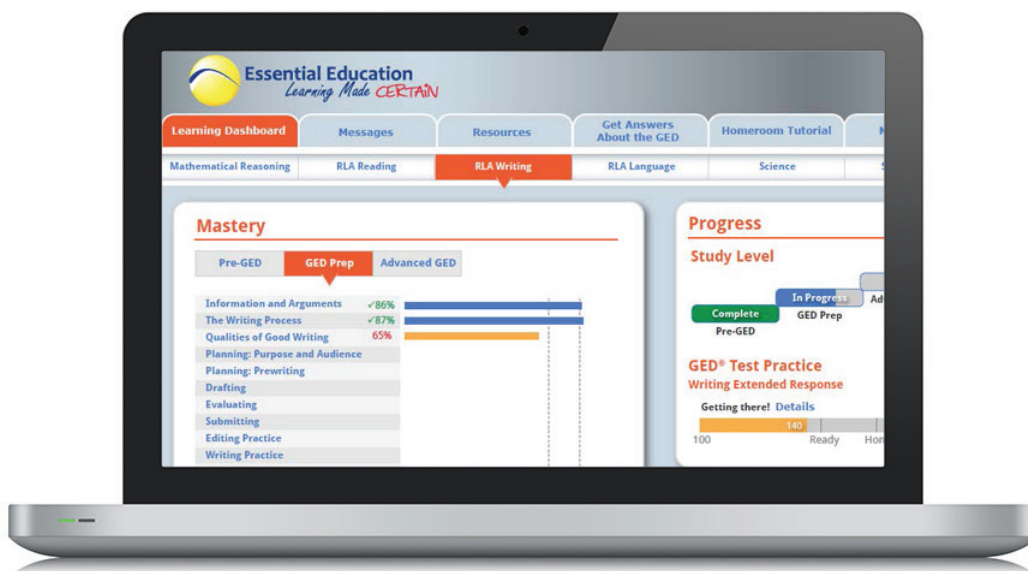 Essential Education
Learning Made CERTAIN
Learning Dashboard
Messages
Resources
Get Answers
About the GED
Homeroom Tutorial
Mathematical Reasoning
RLA Reading
RLA Writing
RLA Language
Science
Mastery
Pre-GED
GED Prep
Advanced GED
Information and Arguments ✓86%
The Writing Process ✓87%
Qualities of Good Writing 65%
Planning: Purpose and Audience
Planning: Prewriting
Drafting
Evaluating
Submitting
Editing Practice
Writing Practice
Progress
Study Level
In Progress
Complete
GED Prep
Pre-GED
GED® Test Practice
Writing Extended Response
Getting there! Details
140
100
Ready